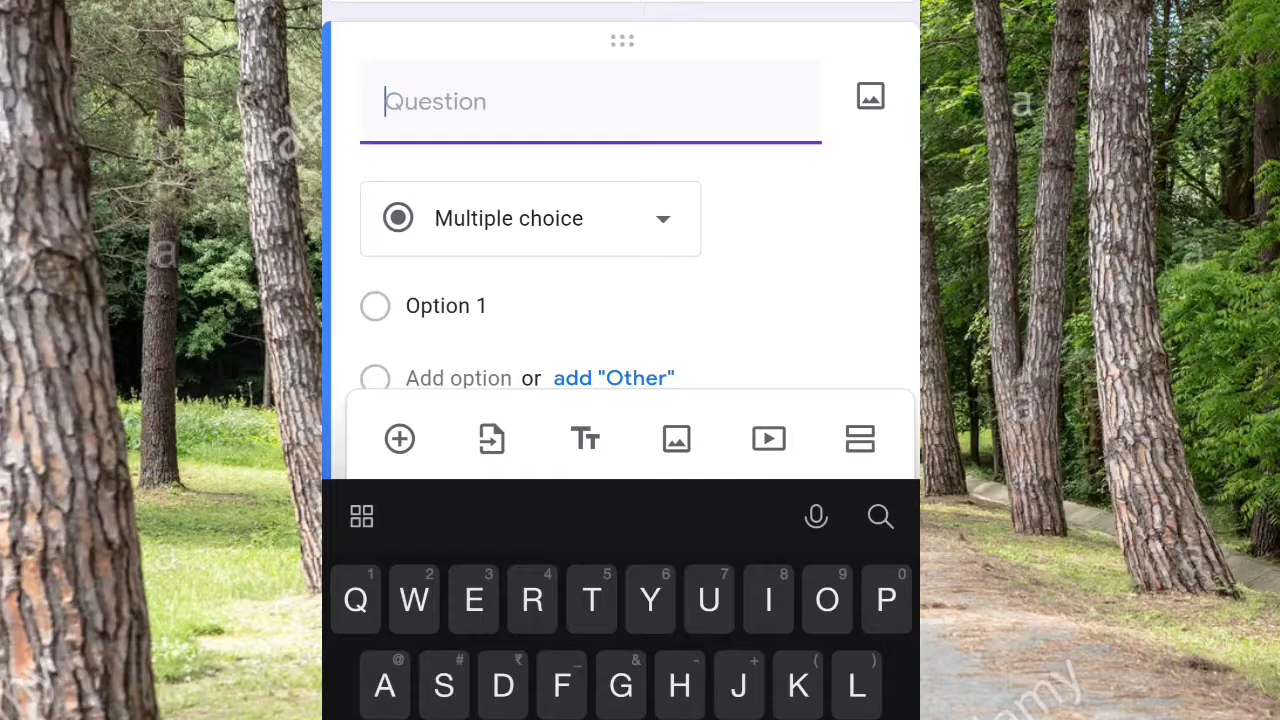 Question
Multiple choice
Option 1
Add option or add "Other"
1 2 3 4 5 6 7 8 9 0
Q W E R T Y U I O P
@ # ₹ _ & - + ( )
A S D F G H J K L
a
a
a
a
a
alamy